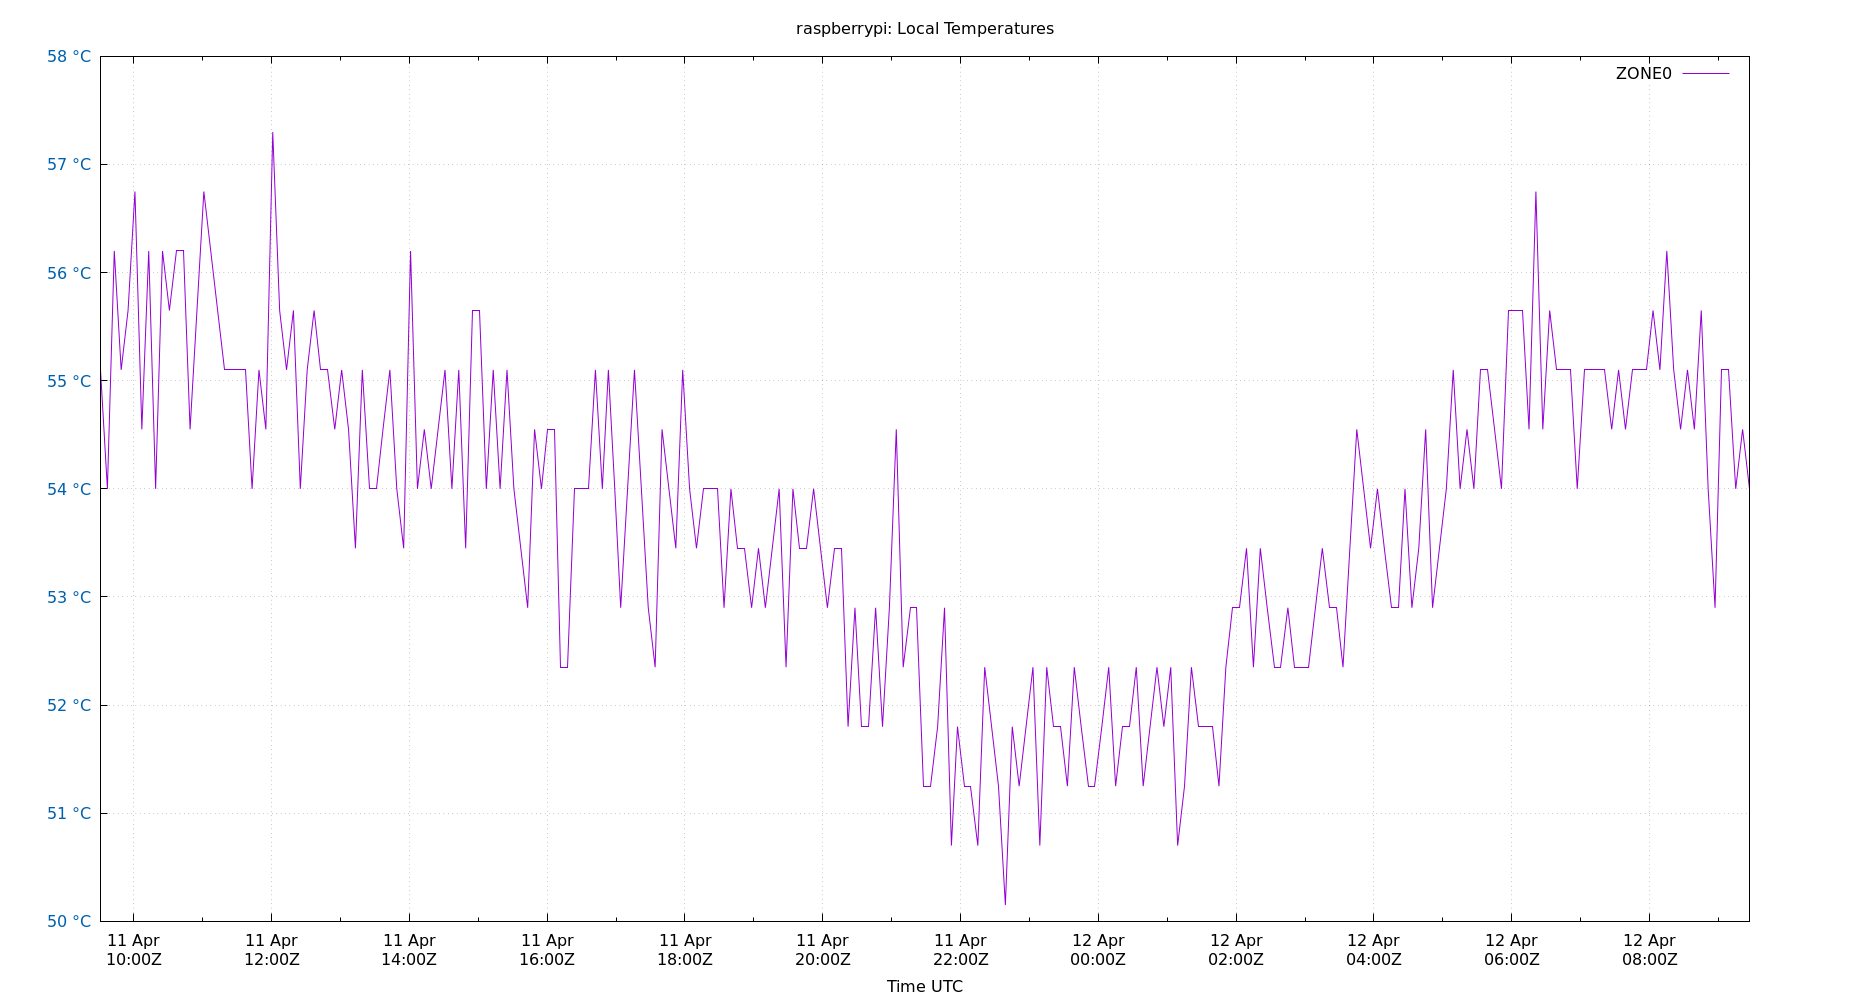 raspberrypi: Local Temperatures
58 °C
ZONE0
57 °C
56 °C
55 °C
54 °C
53 °C
52 °C
51 °C
50 °C
11 Apr 11 Apr 11 Apr 11 Apr 11 Apr 11 Apr 11 Apr 12 Apr 12 Apr 12 Apr 12 Apr 12 Apr
10:00Z 12:00Z 14:00Z 16:00Z 18:00Z 20:00Z 22:00Z 00:00Z 02:00Z 04:00Z 06:00Z 08:00Z
Time UTC